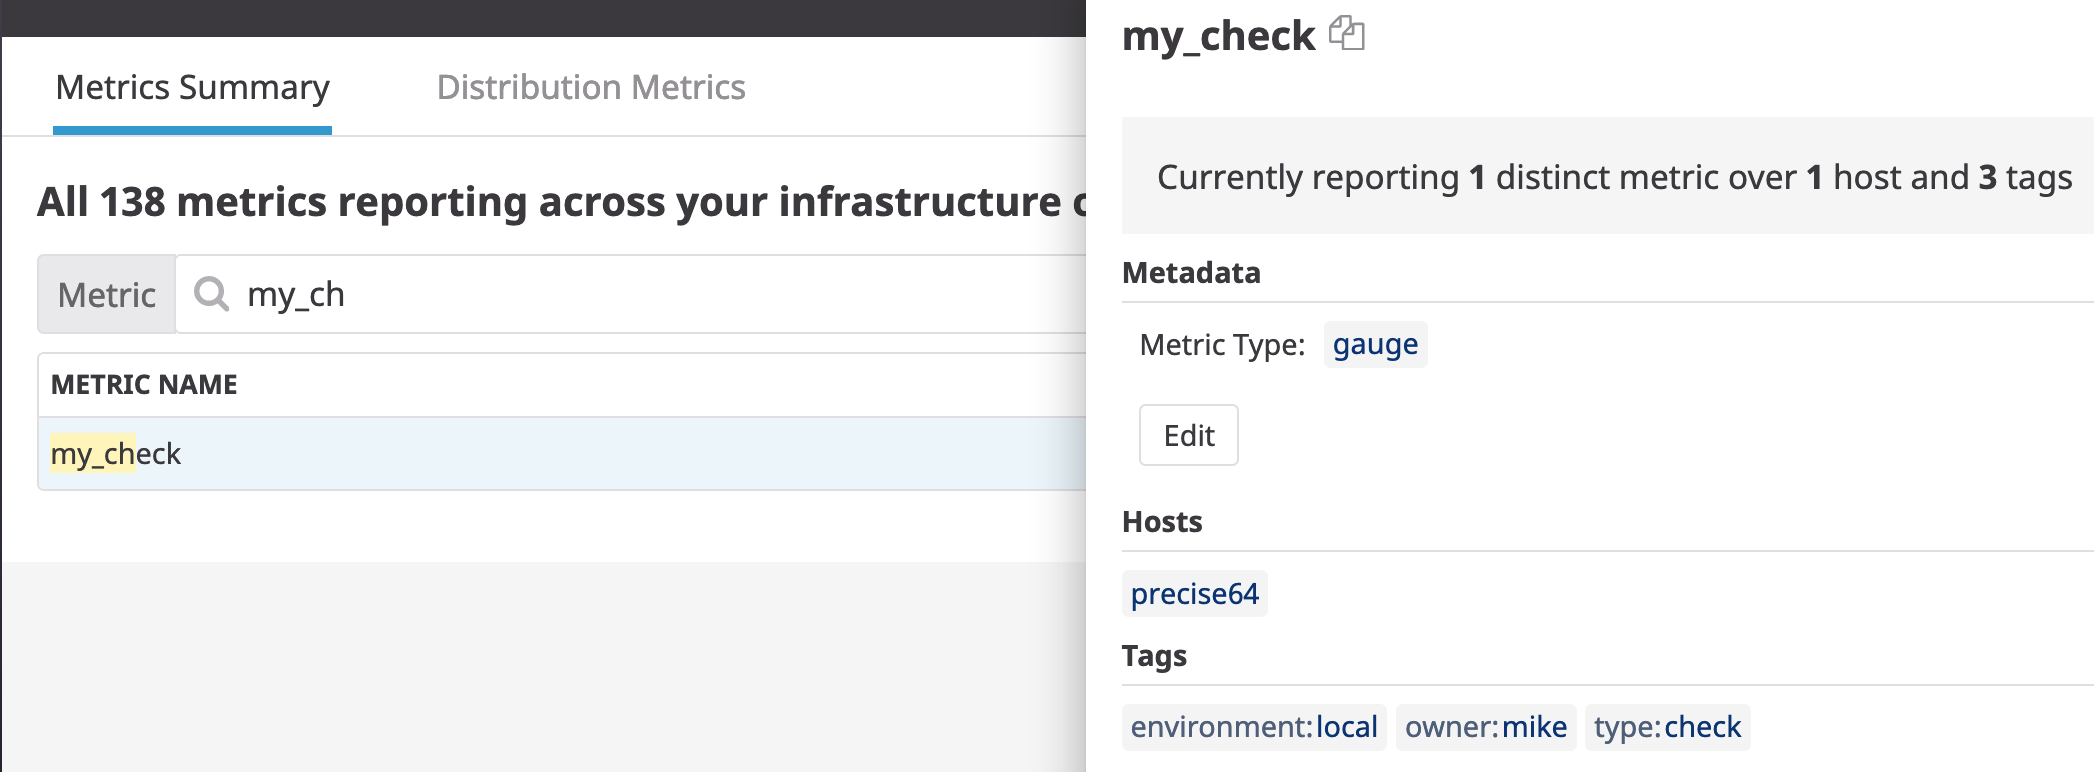 Metrics Summary
Distribution Metrics
All 138 metrics reporting across your infrastructure
Metric
my_ch
METRIC NAME
my_check
my_check
Currently reporting 1 distinct metric over 1 host and 3 tags
Metadata
Metric Type: gauge
Edit
Hosts
precise64
Tags
environment:local owner:mike type:check